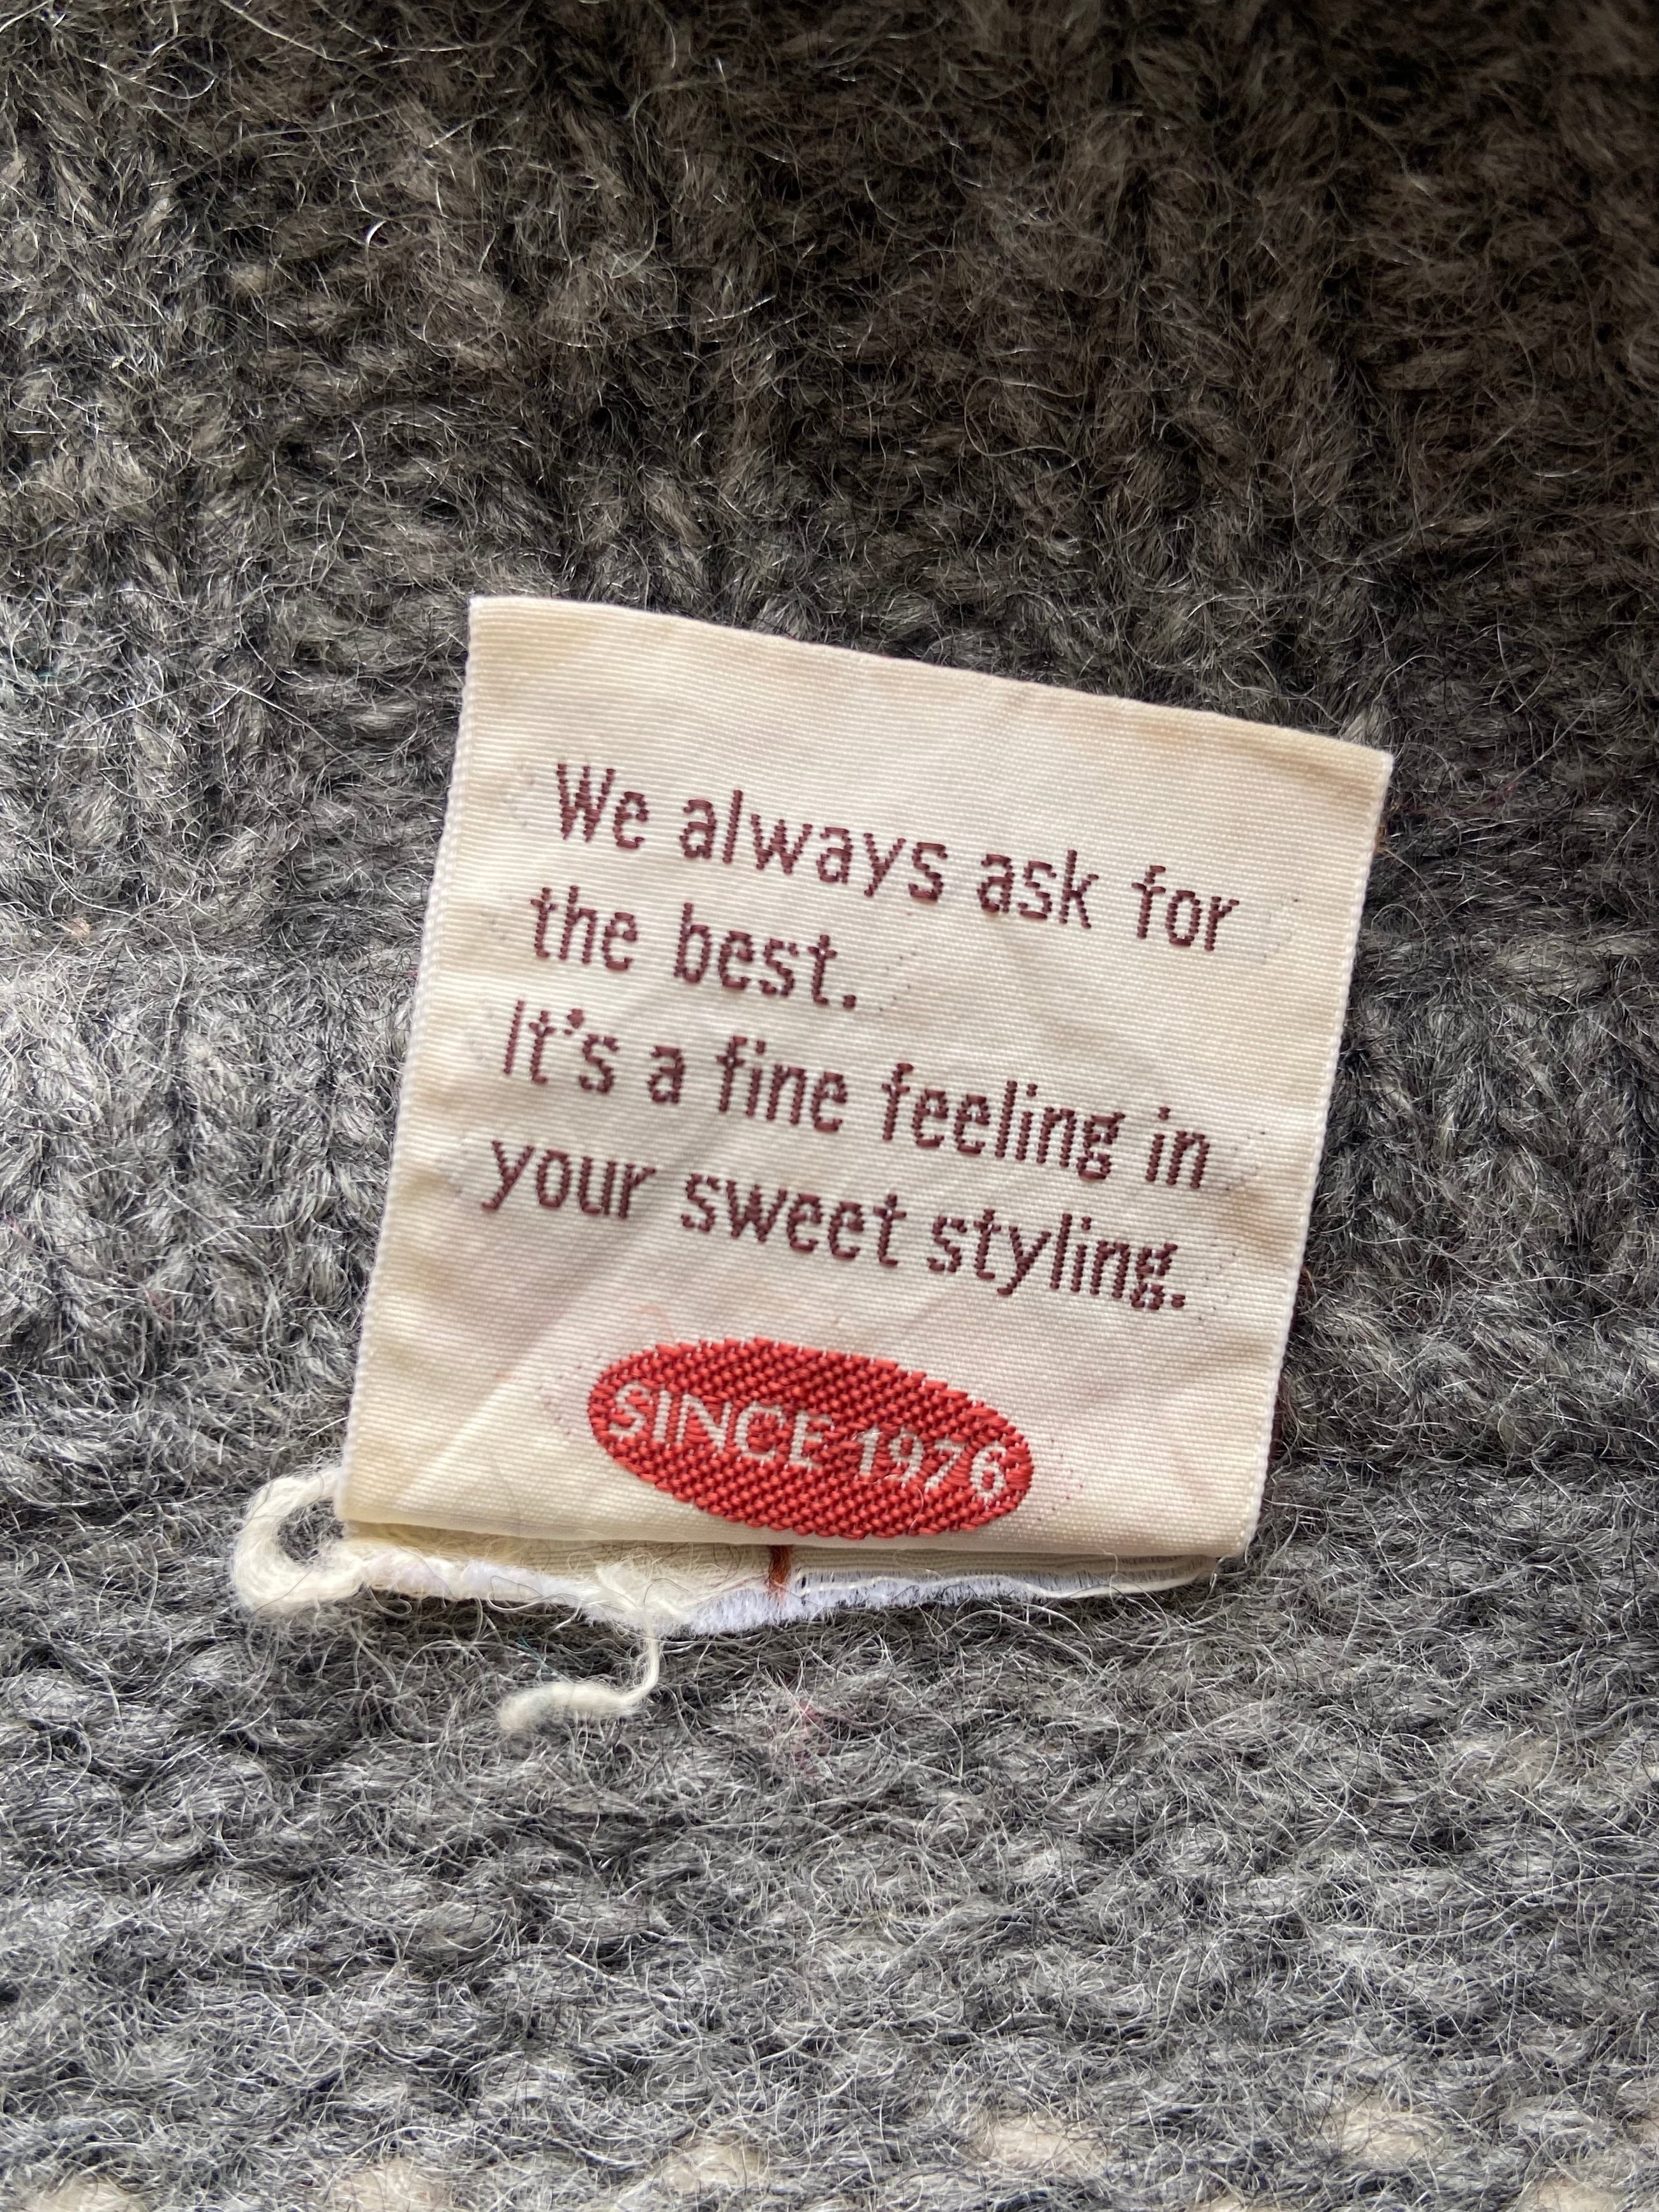 We always ask for
the best.
It's a fine feeling in
your sweet styling.
SINCE 1976